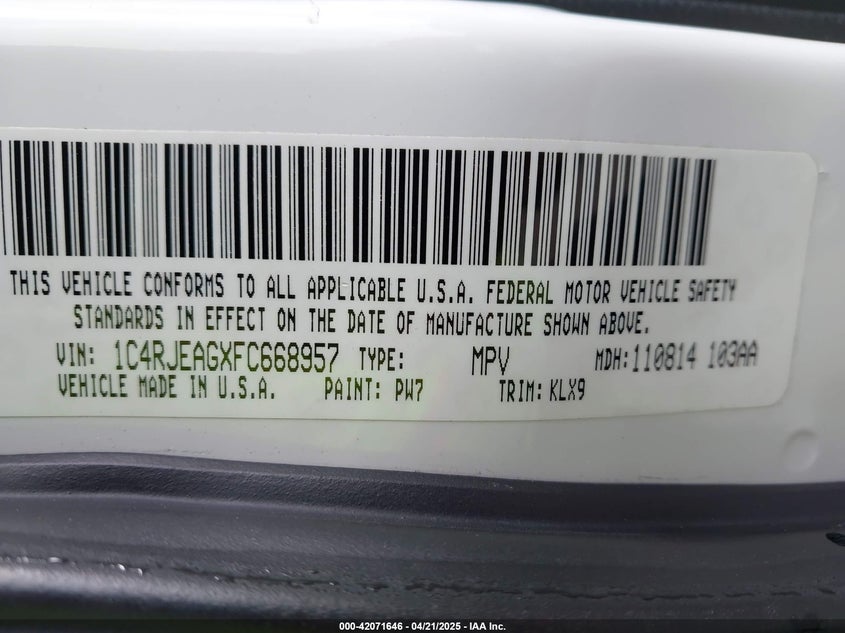 THIS VEHICLE CONFORMS TO ALL APPLICABLE U.S.A. FEDERAL MOTOR VEHICLE SAFETY
STANDARDS IN EFFECT ON THE DATE OF MANUFACTURE SHOWN ABOVE.
VIN: 1C4RJEAGXFC668957 TYPE: MPV MDH:110814 103AA
VEHICLE MADE IN U.S.A. PAINT: PW7 TRIM: KLX9
000-42071646 - 04/21/2025 - IAA Inc.